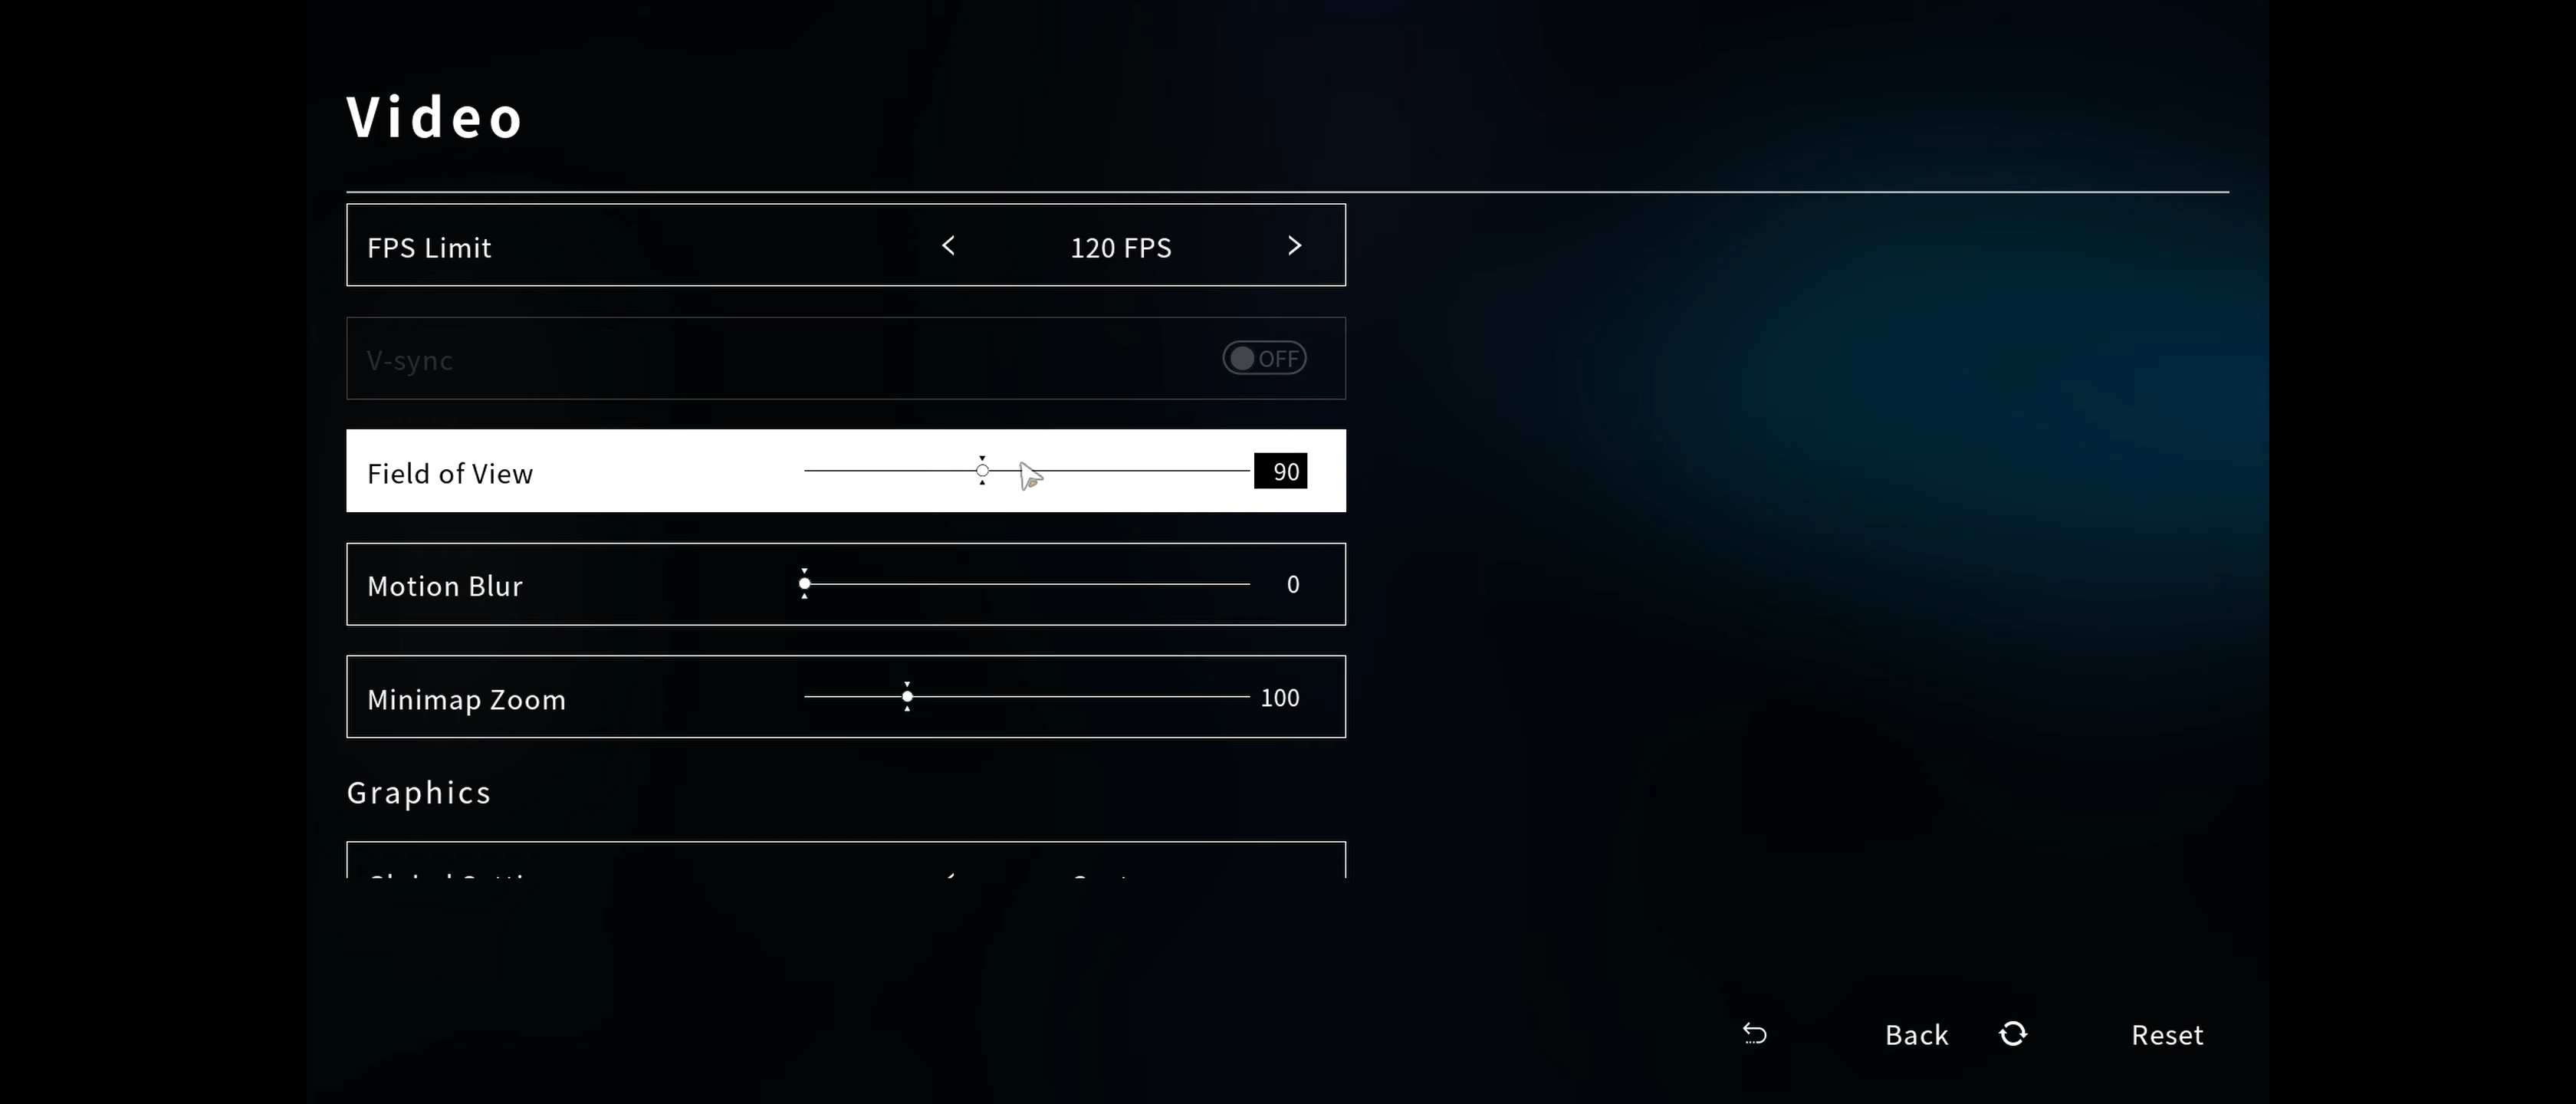 Video
FPS Limit 120 FPS
V-sync OFF
Field of View 90
Motion Blur 0
Minimap Zoom 100
Graphics
Back Reset